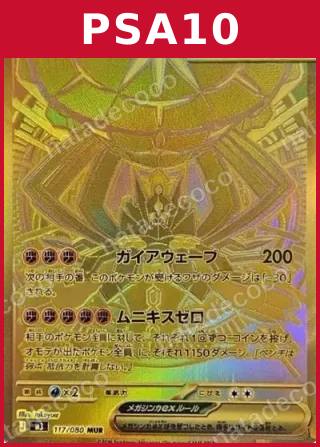 PSA10
natadecoco
ガイアウェーブ 200
次の相手の番、このポケモンが受けるワザのダメージは「-30」
される。
ムニキスゼロ
相手のポケモン全員に対して、それぞれ1回ずつコインを投げ、
オモテが出たポケモン全員に、それぞれ150ダメージ。[ベンチは
弱点 ×2 抵抗力 にげる
メガシンカexルール
117/080 MUR